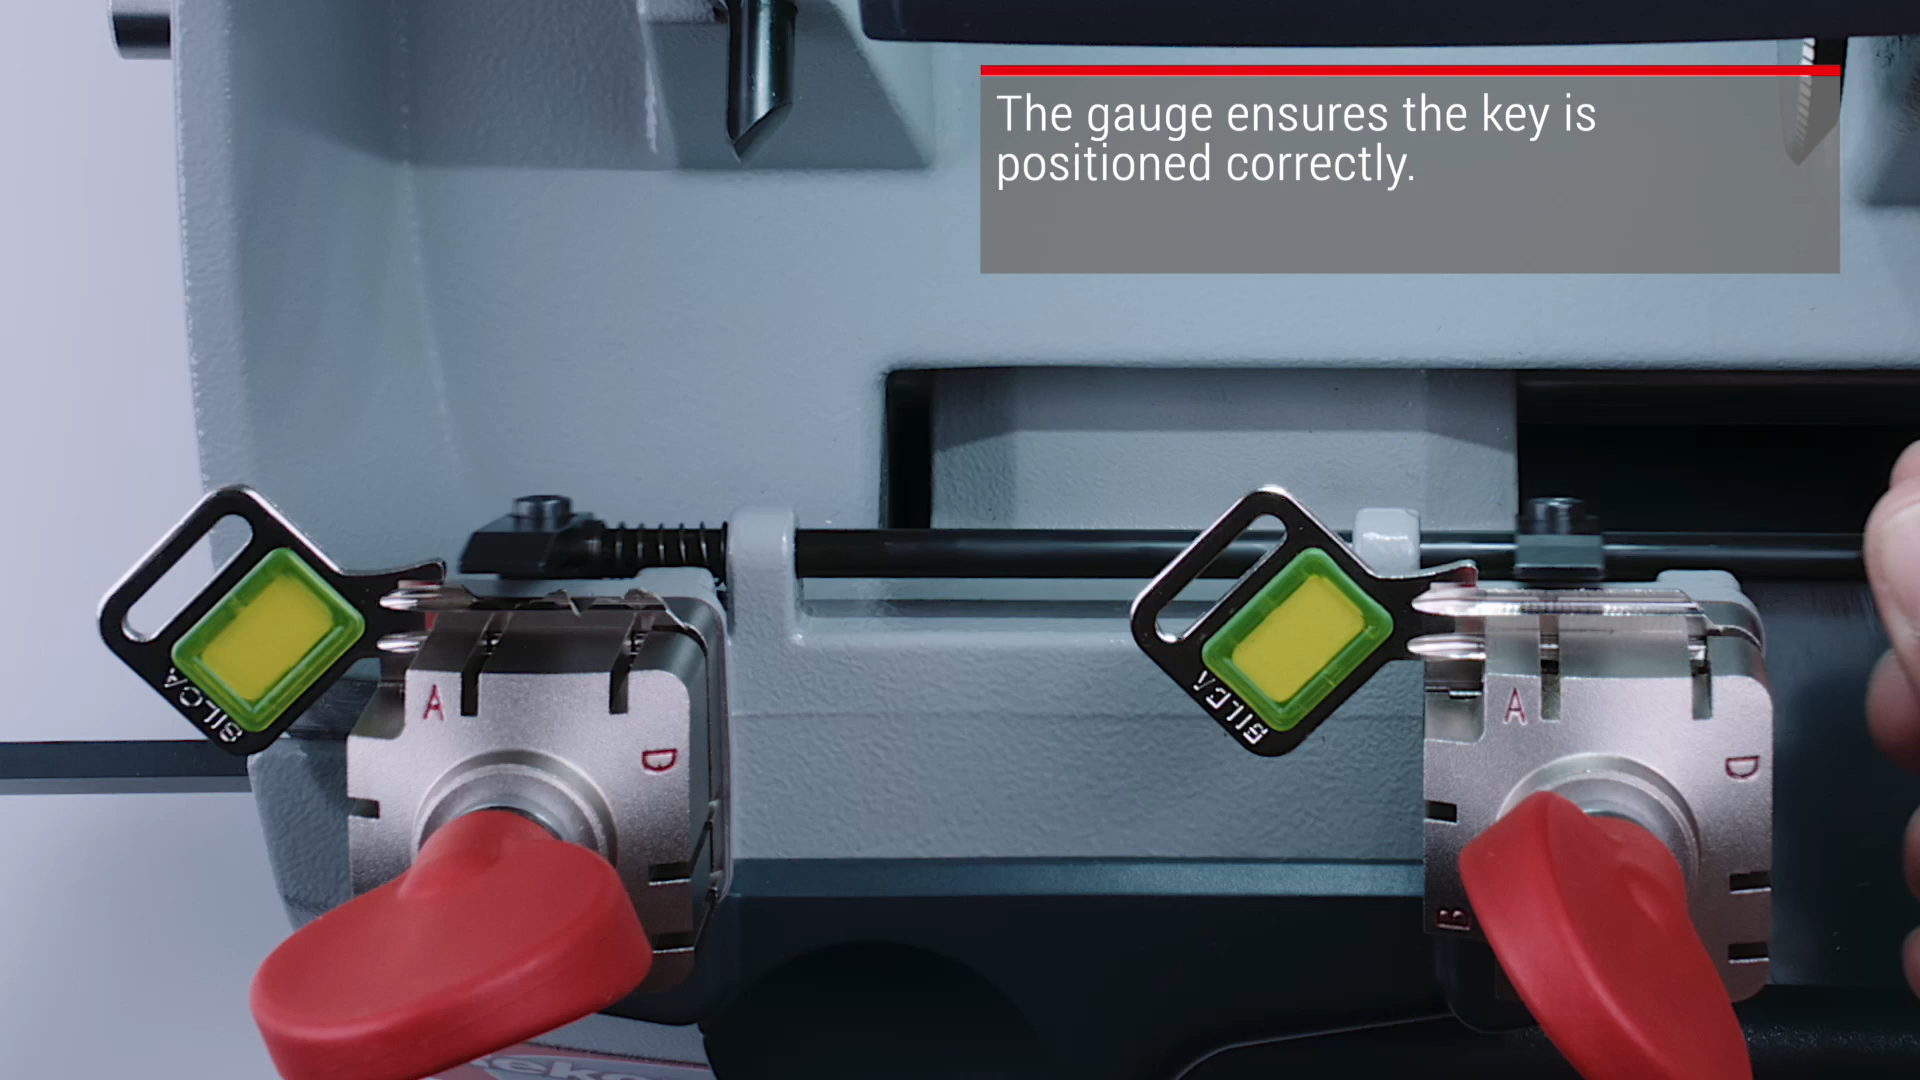 The gauge ensures the key is
positioned correctly.
A
D
SILCA
A
D
B
SILCA